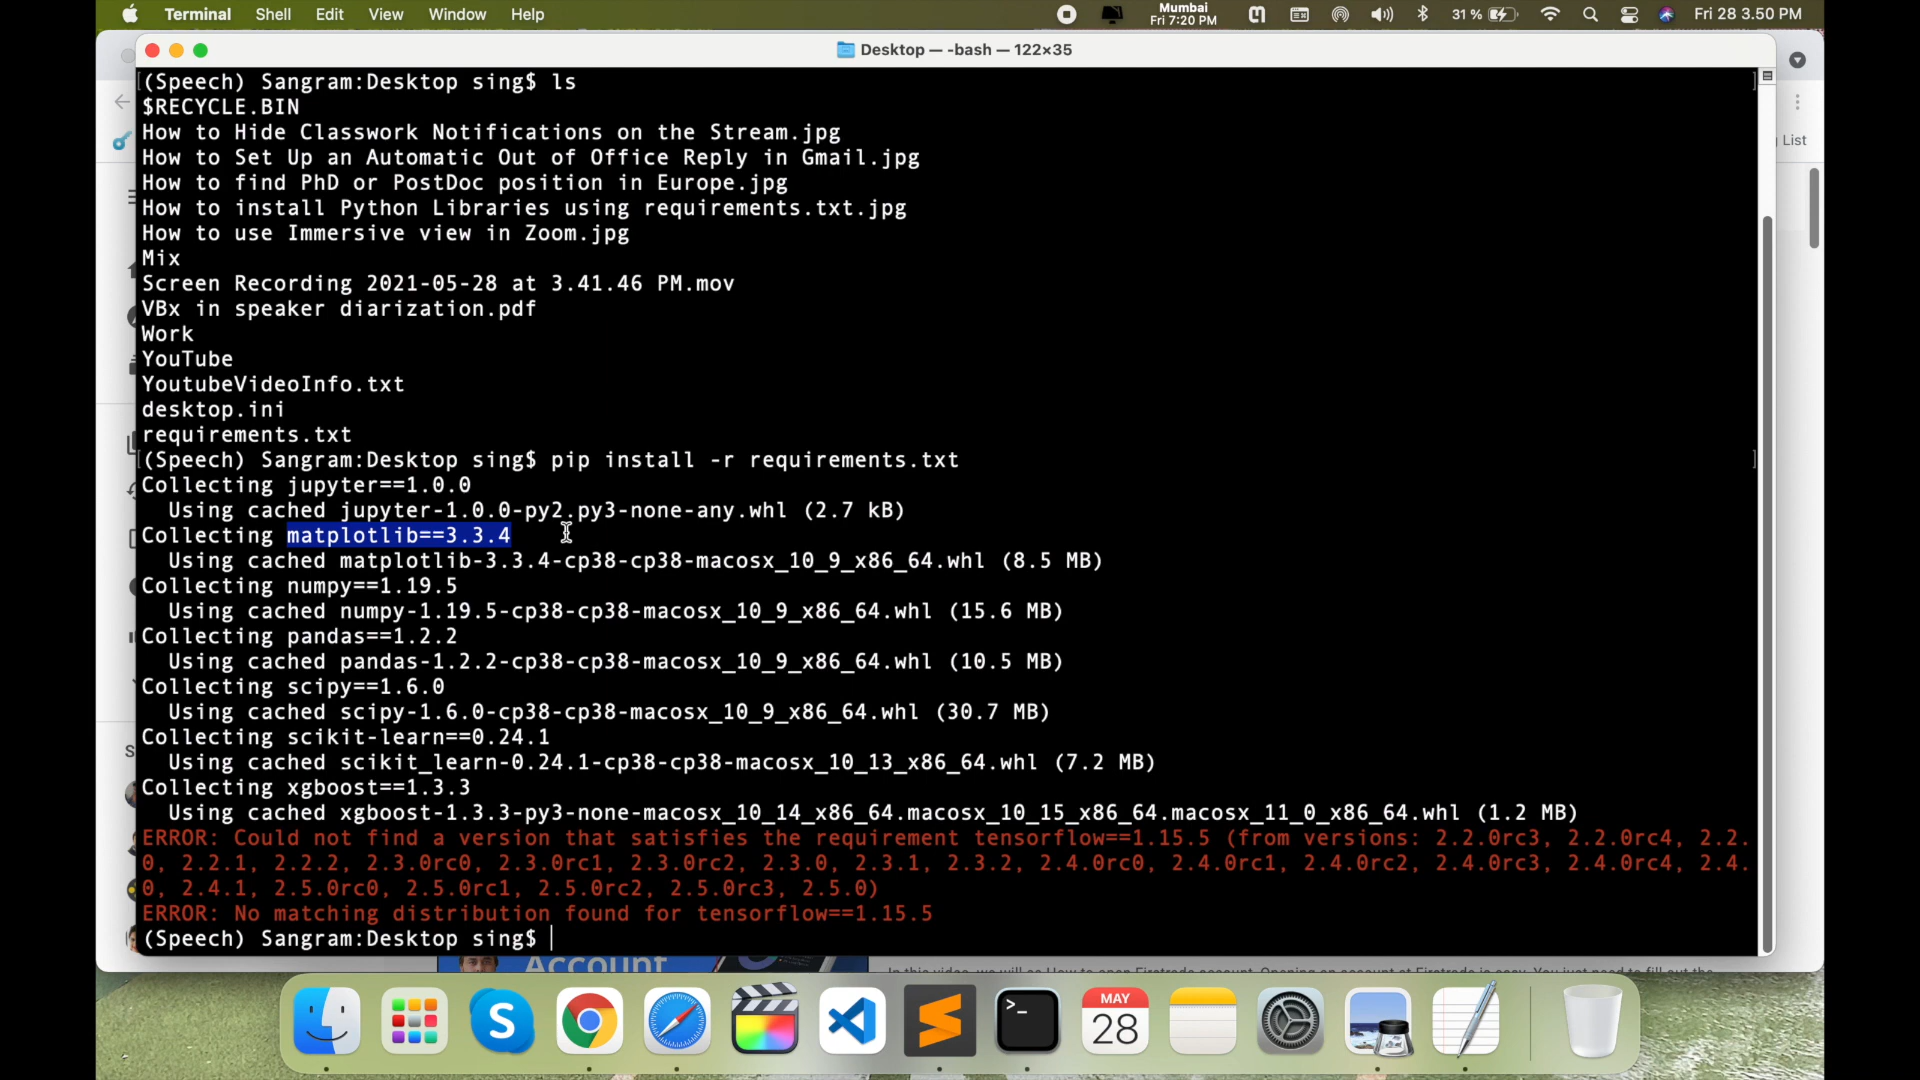 Terminal Shell Edit View Window Help Mumbai Fri 7:20 PM 31 % Fri 28 3.50 PM
Desktop — -bash — 122×35
List
(Speech) Sangram:Desktop sing$ ls
$RECYCLE.BIN
How to Hide Classwork Notifications on the Stream.jpg
How to Set Up an Automatic Out of Office Reply in Gmail.jpg
How to find PhD or PostDoc position in Europe.jpg
How to install Python Libraries using requirements.txt.jpg
How to use Immersive view in Zoom.jpg
Mix
Screen Recording 2021-05-28 at 3.41.46 PM.mov
VBx in speaker diarization.pdf
Work
YouTube
YoutubeVideoInfo.txt
desktop.ini
requirements.txt
(Speech) Sangram:Desktop sing$ pip install -r requirements.txt
Collecting jupyter==1.0.0
Using cached jupyter-1.0.0-py2.py3-none-any.whl (2.7 kB)
Collecting matplotlib==3.3.4
Using cached matplotlib-3.3.4-cp38-cp38-macosx_10_9_x86_64.whl (8.5 MB)
Collecting numpy==1.19.5
Using cached numpy-1.19.5-cp38-cp38-macosx_10_9_x86_64.whl (15.6 MB)
Collecting pandas==1.2.2
Using cached pandas-1.2.2-cp38-cp38-macosx_10_9_x86_64.whl (10.5 MB)
Collecting scipy==1.6.0
Using cached scipy-1.6.0-cp38-cp38-macosx_10_9_x86_64.whl (30.7 MB)
Collecting scikit-learn==0.24.1
Using cached scikit_learn-0.24.1-cp38-cp38-macosx_10_13_x86_64.whl (7.2 MB)
Collecting xgboost==1.3.3
Using cached xgboost-1.3.3-py3-none-macosx_10_14_x86_64.macosx_10_15_x86_64.macosx_11_0_x86_64.whl (1.2 MB)
ERROR: Could not find a version that satisfies the requirement tensorflow==1.15.5 (from versions: 2.2.0rc3, 2.2.0rc4, 2.2.
0, 2.2.1, 2.2.2, 2.3.0rc0, 2.3.0rc1, 2.3.0rc2, 2.3.0, 2.3.1, 2.3.2, 2.4.0rc0, 2.4.0rc1, 2.4.0rc2, 2.4.0rc3, 2.4.0rc4, 2.4.
0, 2.4.1, 2.5.0rc0, 2.5.0rc1, 2.5.0rc2, 2.5.0rc3, 2.5.0)
ERROR: No matching distribution found for tensorflow==1.15.5
(Speech) Sangram:Desktop sing$
Account
MAY
28